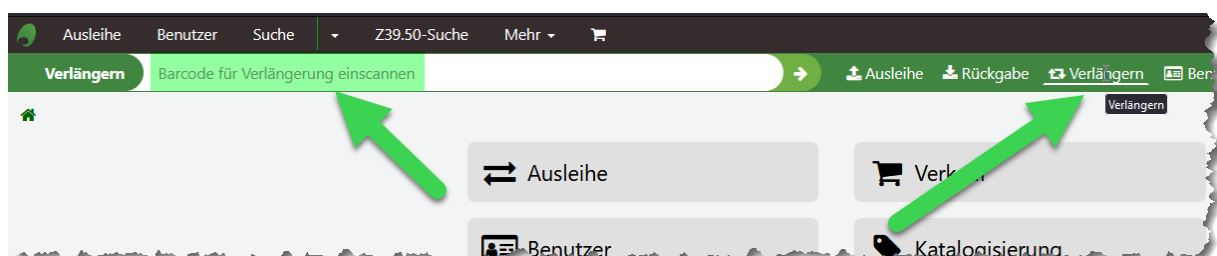 Ausleihe Benutzer Suche Z39.50-Suche Mehr
Verlängern Barcode für Verlängerung einscannen Ausleihe Rückgabe Verlängern
Verlängern
Ausleihe
Benutzer Katalogisierung